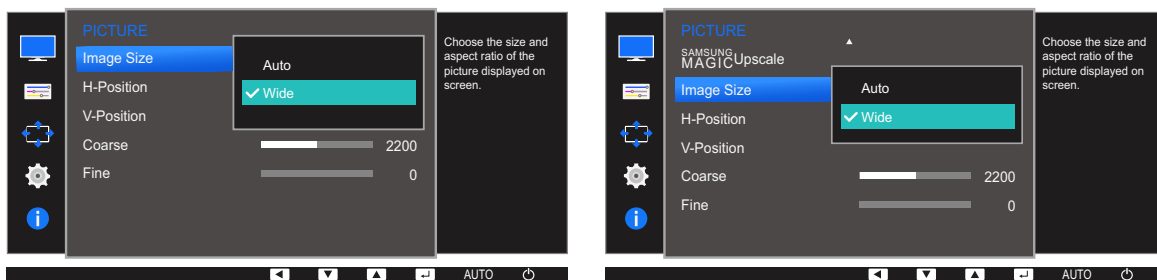 PICTURE
Image Size
Auto
Wide
H-Position
V-Position
Coarse 2200
Fine 0
Choose the size and
aspect ratio of the
picture displayed on
screen.
AUTO
PICTURE
SAMSUNG
MAGICUpscale
Image Size
Auto
Wide
H-Position
V-Position
Coarse 2200
Fine 0
Choose the size and
aspect ratio of the
picture displayed on
screen.
AUTO